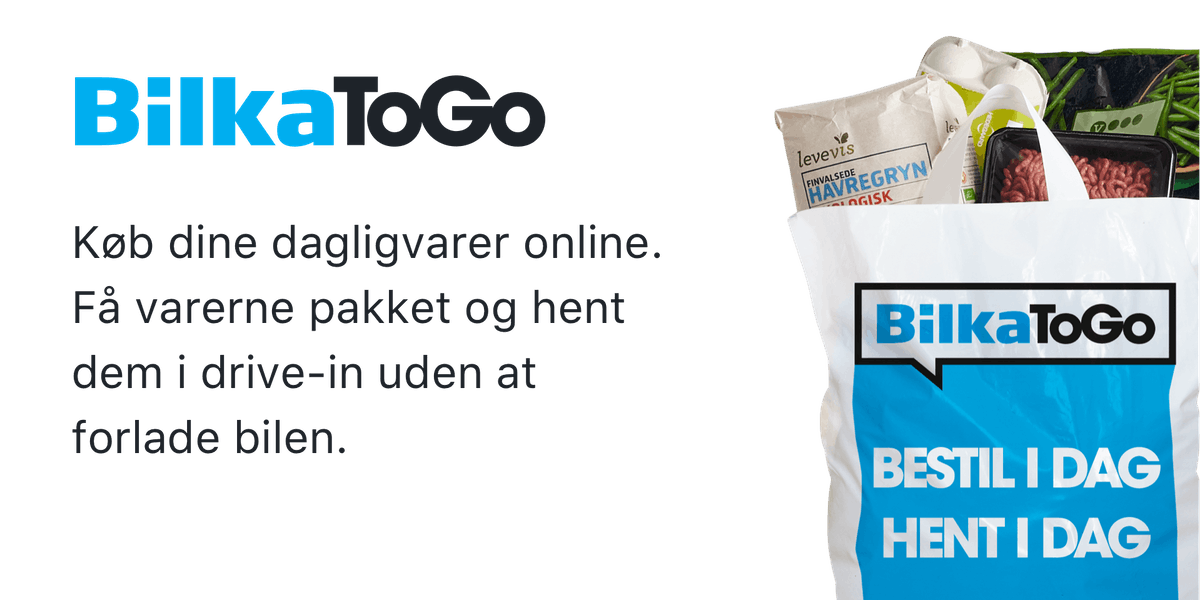 BilkaToGo
Køb dine dagligvarer online.
Få varerne pakket og hent
dem i drive-in uden at
forlade bilen.
levevis
FINVALSEDE
HAVREGRYN
BilkaToGo
BESTIL I DAG
HENT I DAG